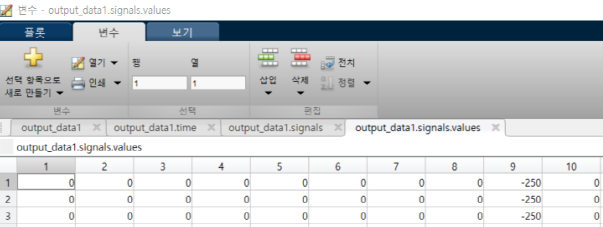 변수 - output_data1.signals.values
플롯 변수 보기
선택 항목으로 새로 만들기 열기 인쇄 행 열 1 1 삽입 삭제 전치 정렬
변수 선택 편집
output_data1 output_data1.time output_data1.signals output_data1.signals.values
output_data1.signals.values
1 2 3 4 5 6 7 8 9 10
1 0 0 0 0 0 0 0 0 -250 0
2 0 0 0 0 0 0 0 0 -250 0
3 0 0 0 0 0 0 0 0 -250 0